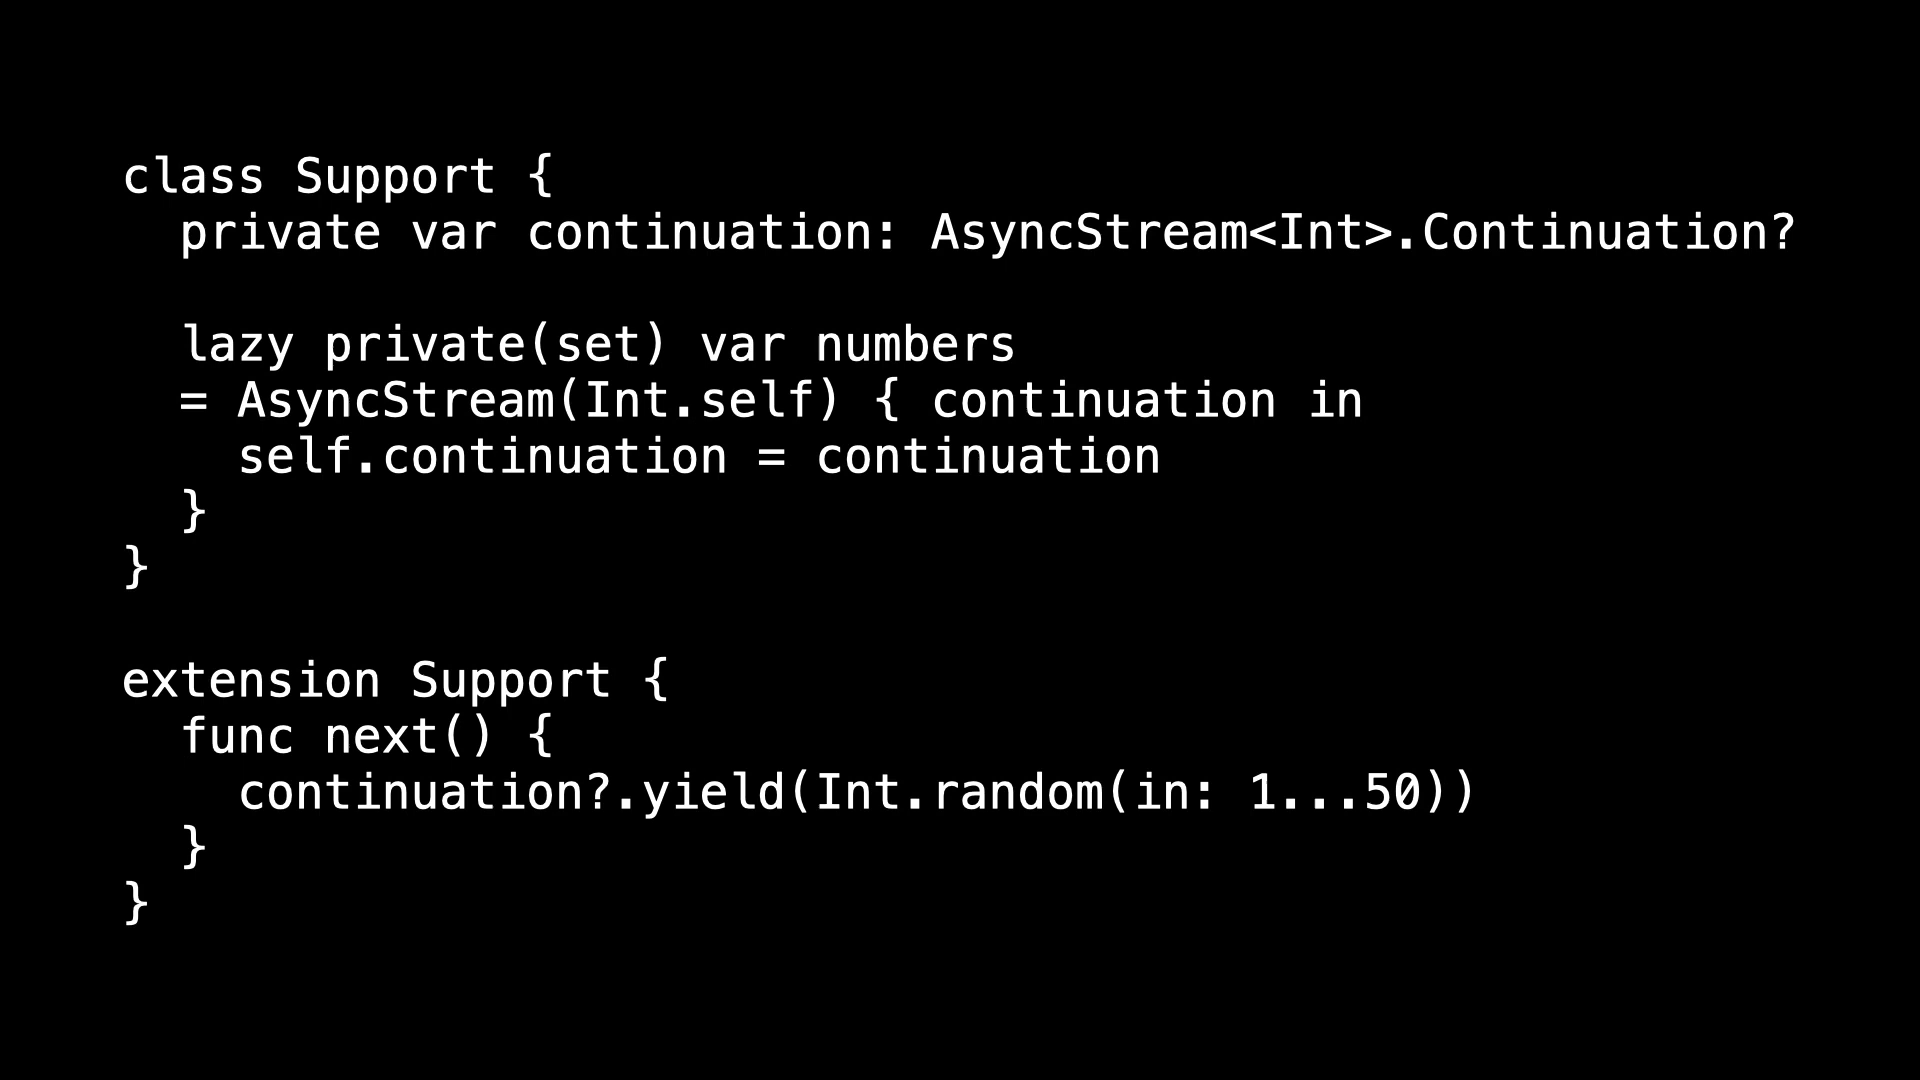 class Support {
  private var continuation: AsyncStream<Int>.Continuation?

  lazy private(set) var numbers
  = AsyncStream(Int.self) { continuation in
    self.continuation = continuation
  }
}

extension Support {
  func next() {
    continuation?.yield(Int.random(in: 1...50))
  }
}